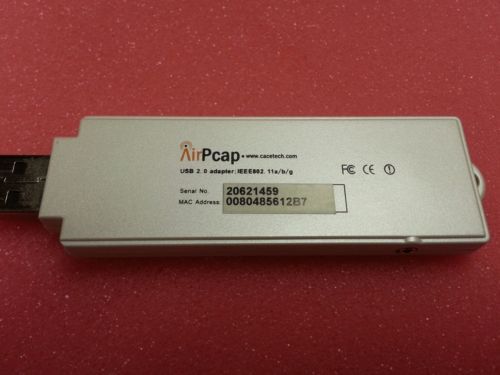 AirPcap • www.cacetech.com
USB 2.0 adapter; IEEE802.11a/b/g
FC CE
Serial No. 20621459
MAC Address: 0080485612B7